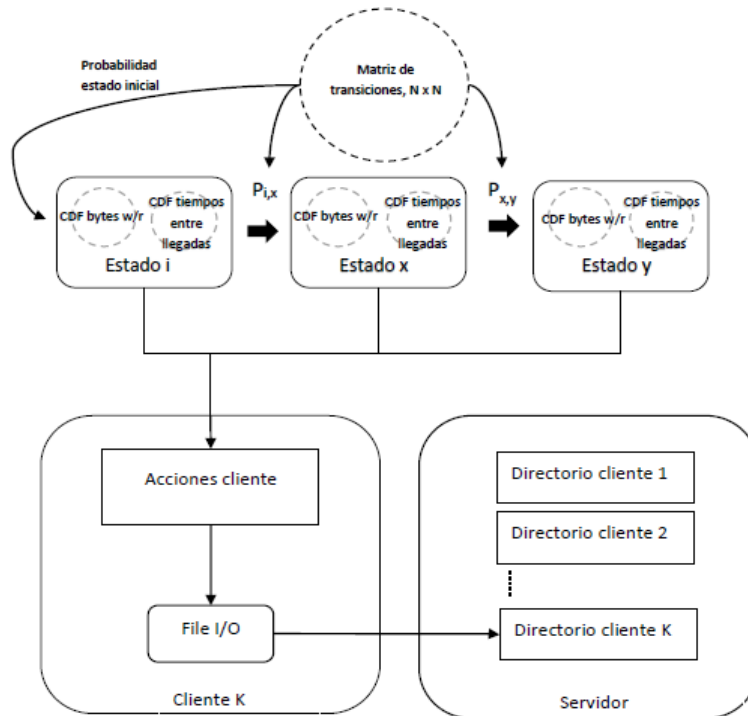 Probabilidad
estado inicial
Matriz de
transiciones, N x N
Pi,x
Px,y
CDF bytes w/r
CDF tiempos
entre
llegadas
Estado i
CDF bytes w/r
CDF tiempos
entre
llegadas
Estado x
CDF bytes w/r
CDF tiempos
entre
llegadas
Estado y
Acciones cliente
File I/O
Cliente K
Directorio cliente 1
Directorio cliente 2
Directorio cliente K
Servidor